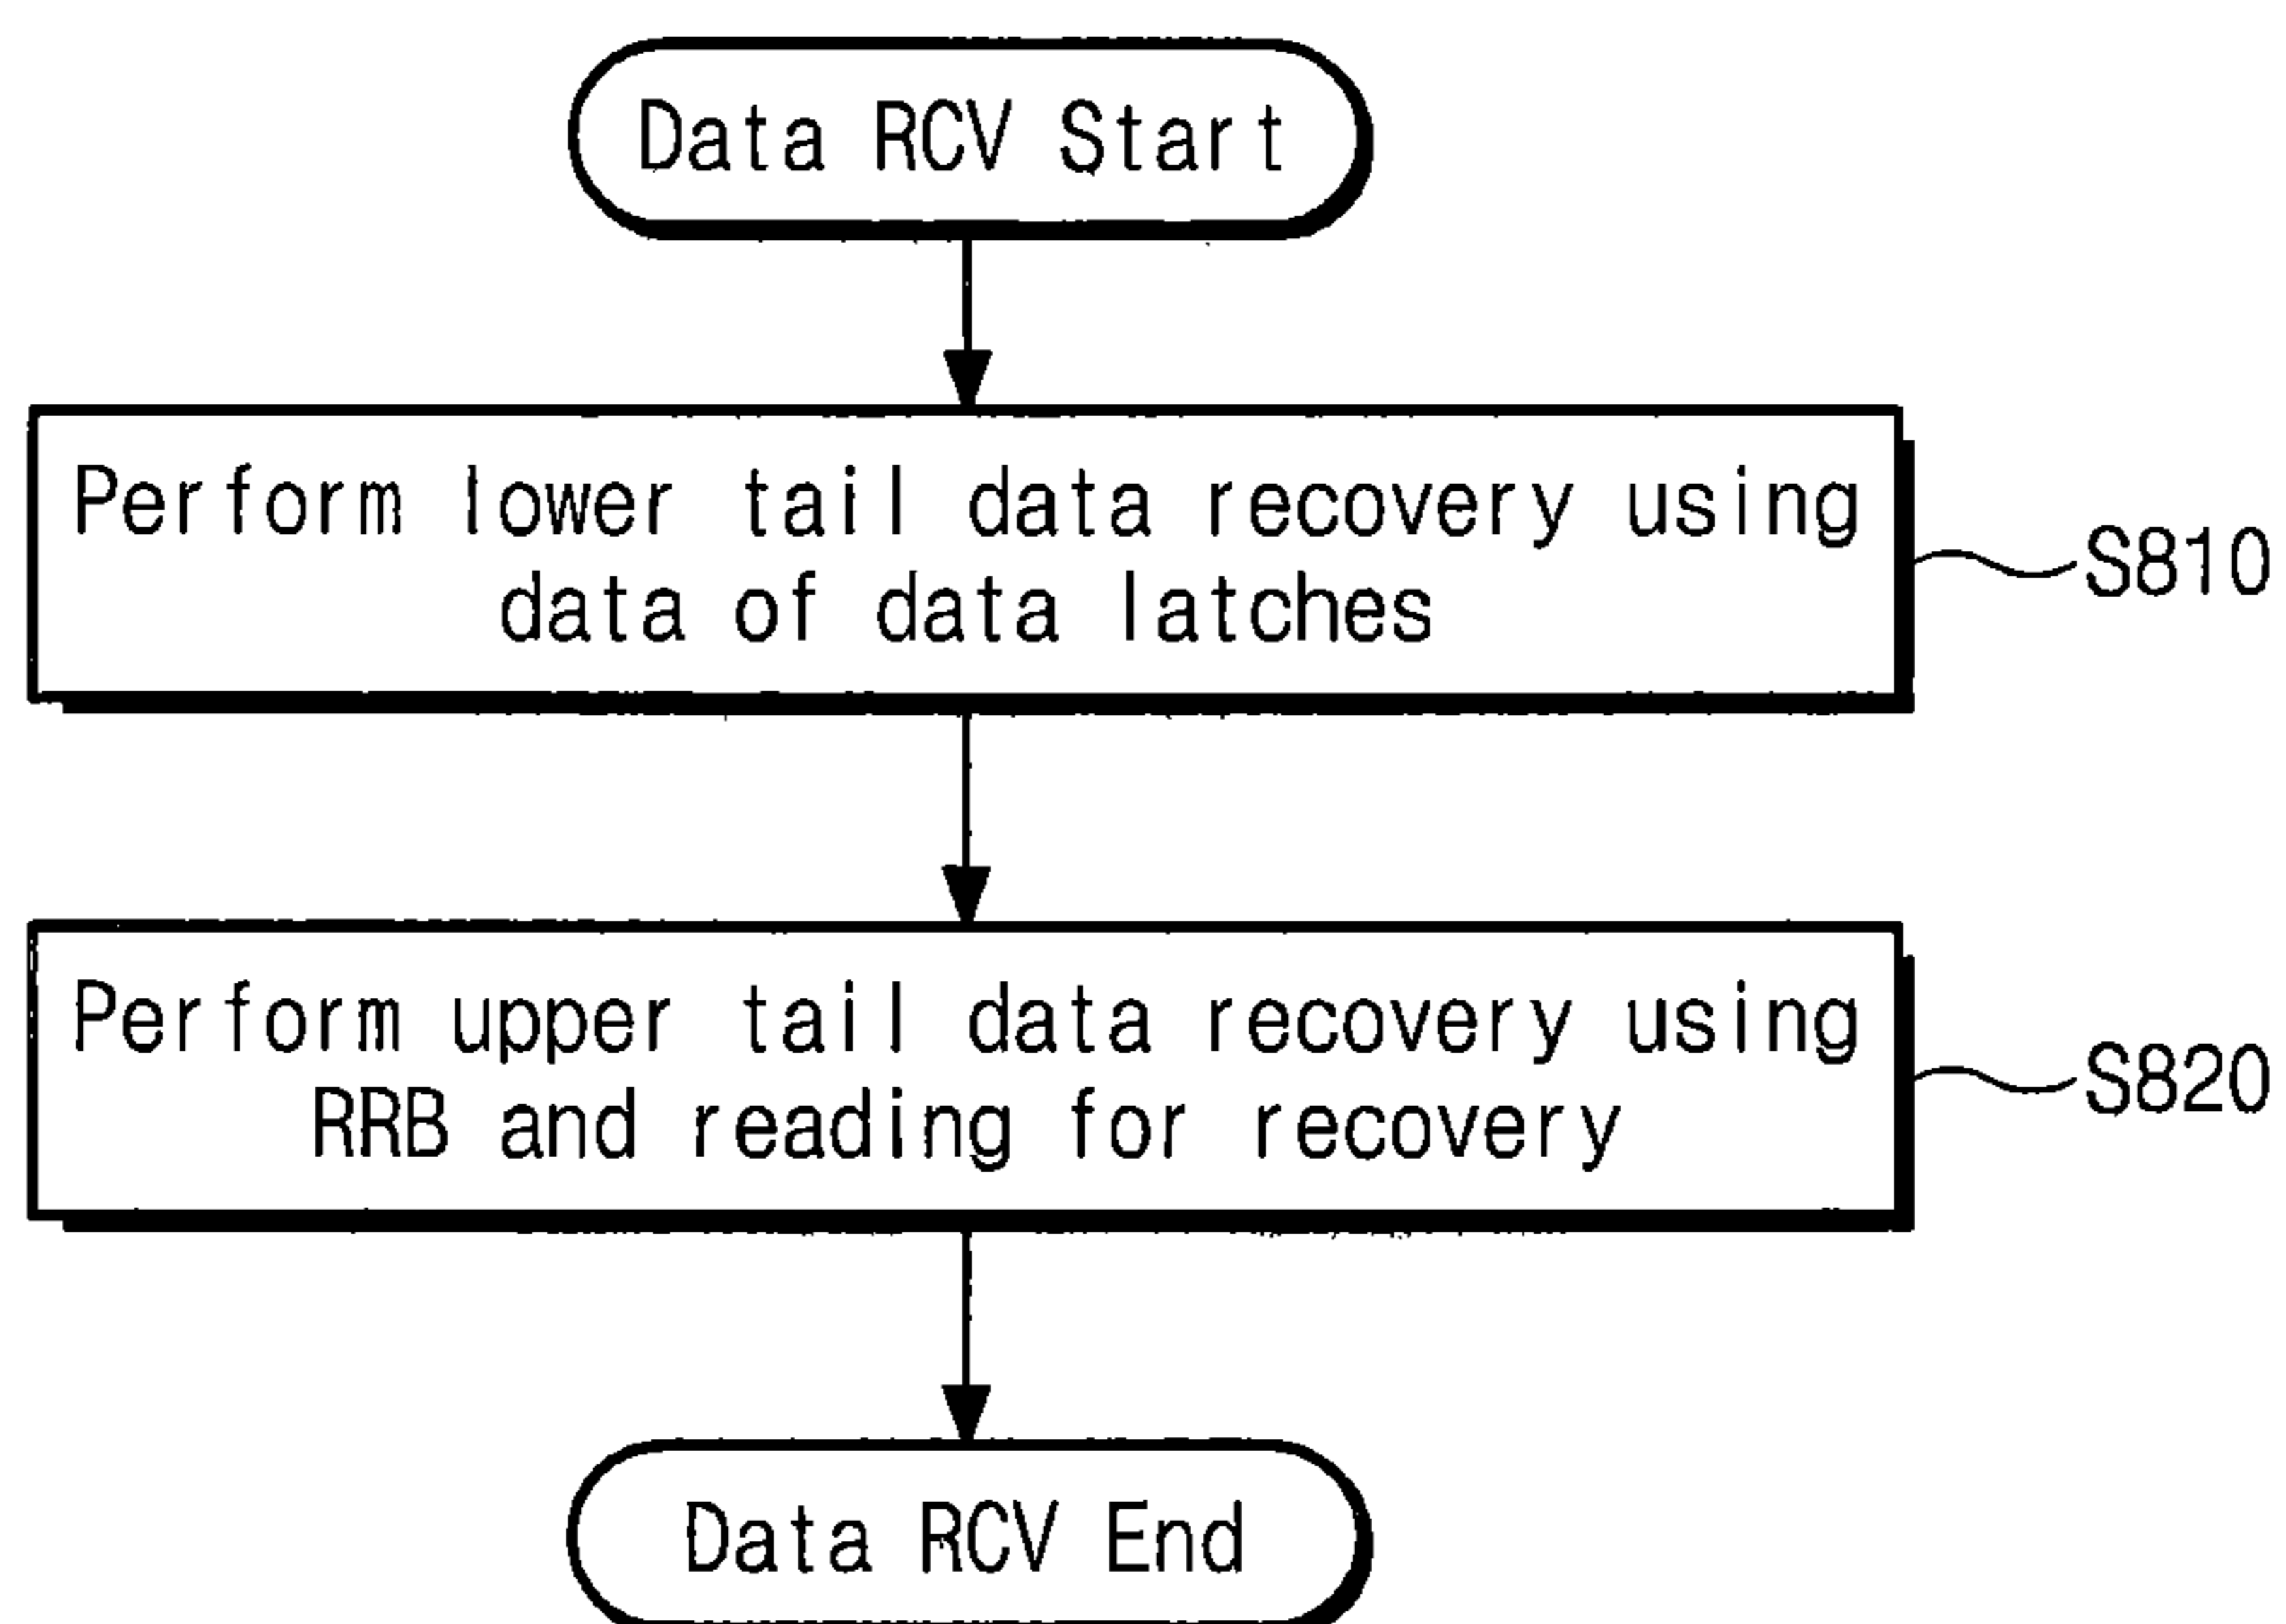 Data RCV Start
Perform lower tail data recovery using
data of data latches
S810
Perform upper tail data recovery using
RRB and reading for recovery
S820
Data RCV End